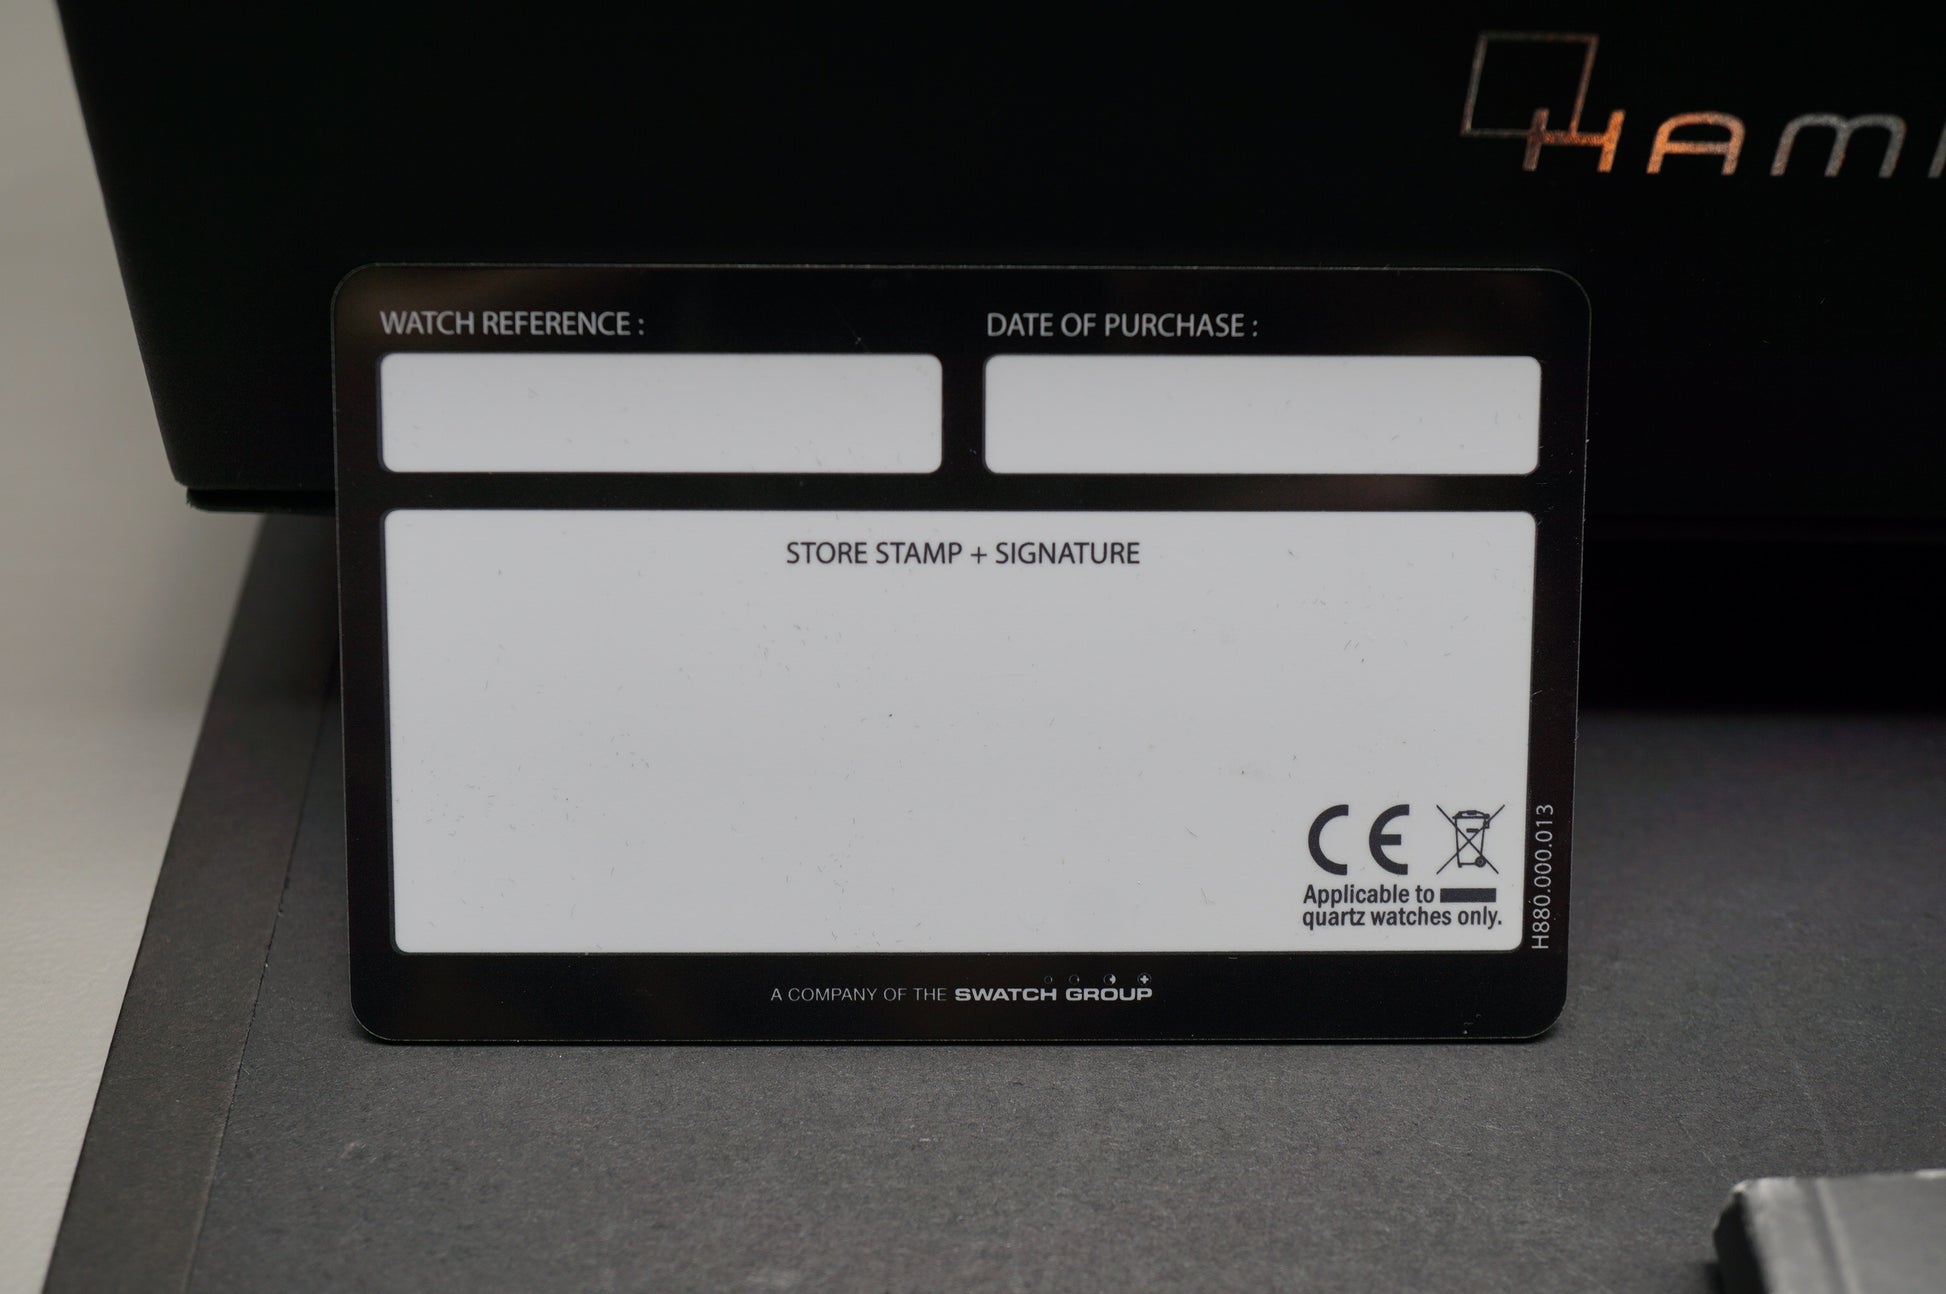 HAM
WATCH REFERENCE :
DATE OF PURCHASE :
STORE STAMP + SIGNATURE
CE
Applicable to
quartz watches only.
H880.000.013
A COMPANY OF THE SWATCH GROUP